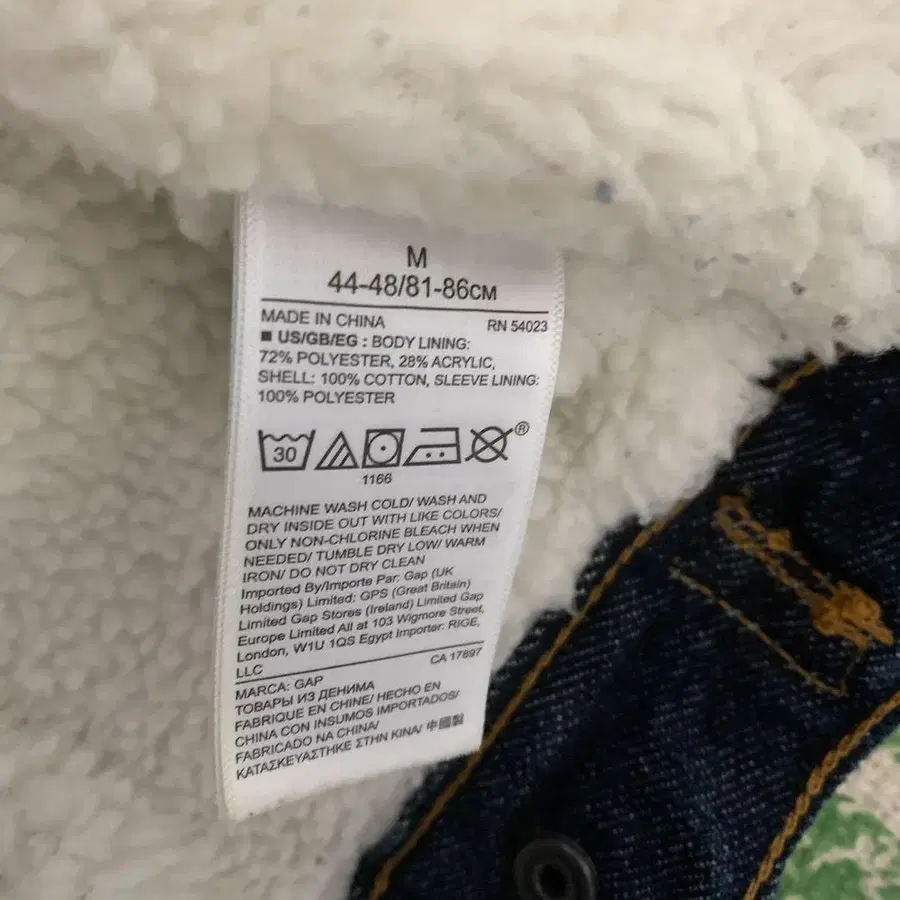 M
44-48/81-86CM
MADE IN CHINA RN 54023
■ US/GB/EG : BODY LINING:
72% POLYESTER, 28% ACRYLIC,
SHELL: 100% COTTON, SLEEVE LINING:
100% POLYESTER
30 ®
1166
MACHINE WASH COLD/ WASH AND
DRY INSIDE OUT WITH LIKE COLORS/
ONLY NON-CHLORINE BLEACH WHEN
NEEDED/ TUMBLE DRY LOW/ WARM
IRON/ DO NOT DRY CLEAN
Imported By/Importe Par: Gap (UK
Holdings) Limited: GPS (Great Britain)
Limited Gap Stores (Ireland) Limited Gap
Europe Limited All at 103 Wigmore Street,
London, W1U 1QS Egypt Importer: RIGE,
LLC CA 17897
MARCA: GAP
ТОВАРЫ ИЗ ДЕНИМА
FABRIQUE EN CHINE/ HECHO EN
CHINA CON INSUMOS IMPORTADOS/
FABRICADO NA CHINA/
ΚΑΤΑΣΚΕΥΑΣΤΗΚΕ ΣΤΗΝ ΚΙΝΑ/ 中國製